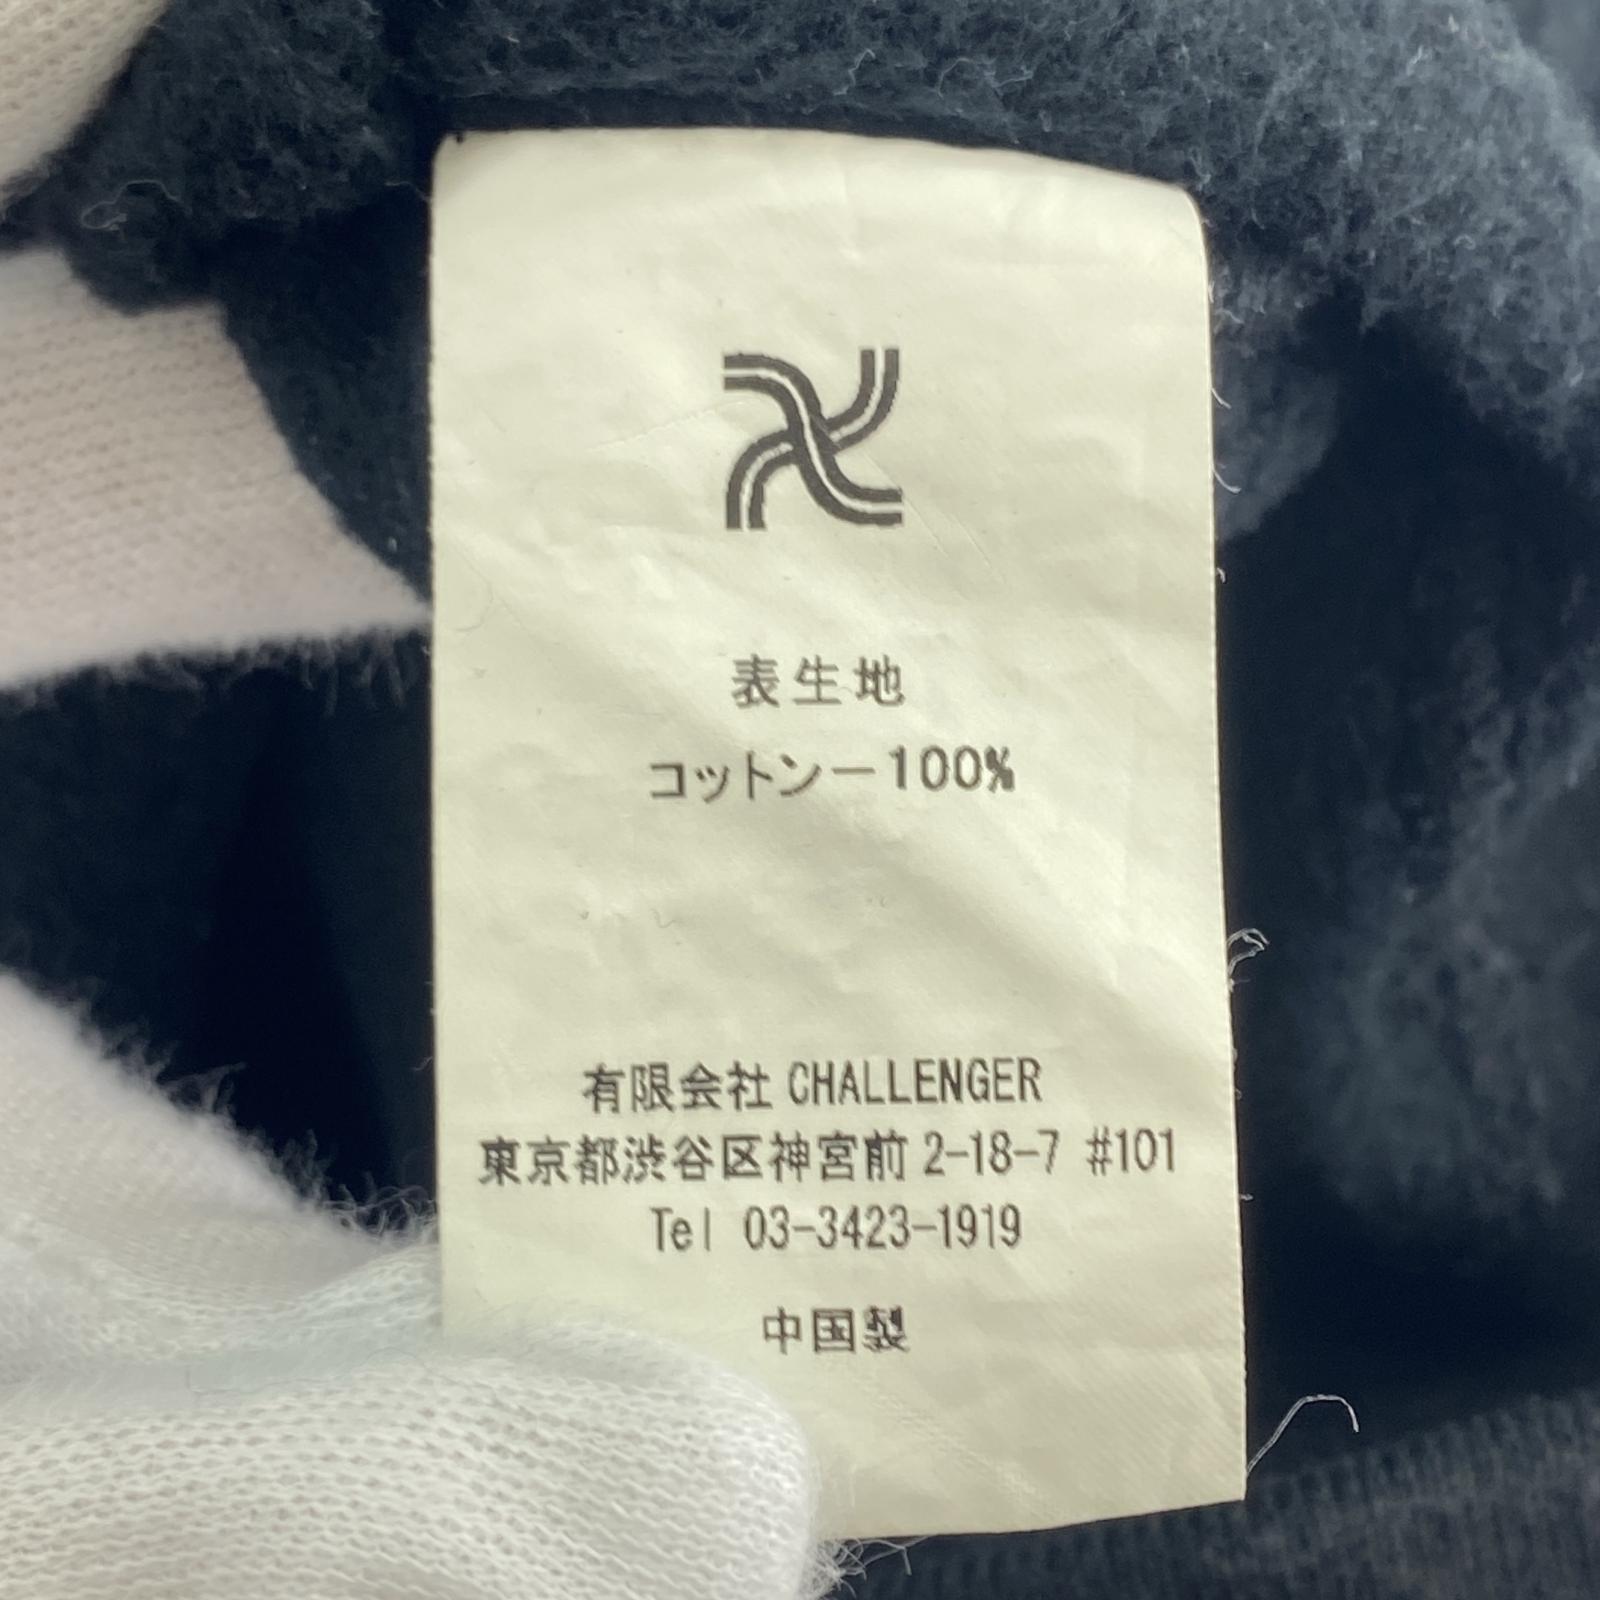 表生地
コットンー100%
有限会社 CHALLENGER
東京都渋谷区神宮前 2-18-7 #101
Tel 03-3423-1919
中国製